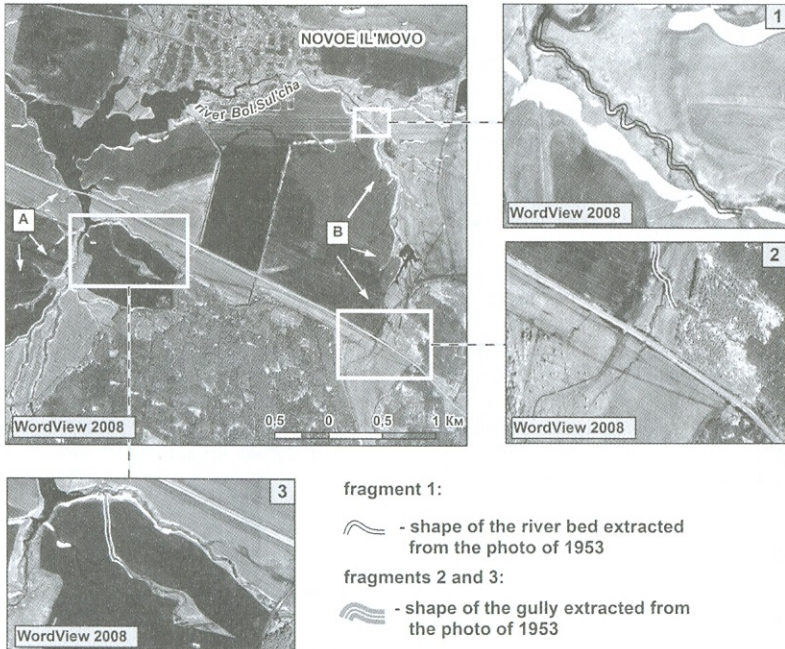 NOVOE IL'MOVO
river Bol.Sul'cha
A
B
WordView 2008
0,5 0 0,5 1 Км
1
WordView 2008
2
WordView 2008
3
WordView 2008
fragment 1:
- shape of the river bed extracted
from the photo of 1953
fragments 2 and 3:
- shape of the gully extracted from
the photo of 1953